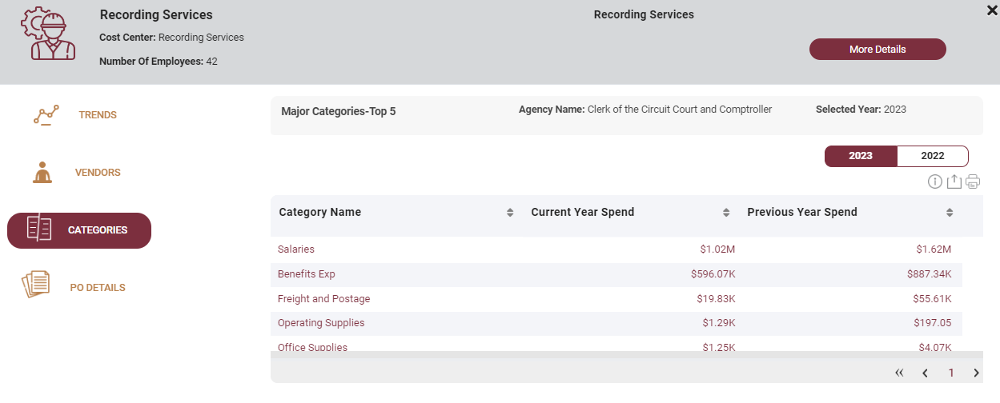 Recording Services
Cost Center: Recording Services
Number Of Employees: 42
Recording Services
More Details
TRENDS
VENDORS
CATEGORIES
PO DETAILS
Major Categories-Top 5 Agency Name: Clerk of the Circuit Court and Comptroller Selected Year: 2023
2023 2022
Category Name Current Year Spend Previous Year Spend
Salaries $1.02M $1.62M
Benefits Exp $596.07K $887.34K
Freight and Postage $19.83K $55.61K
Operating Supplies $1.29K $197.05
Office Supplies $1.25K $4.07K
1